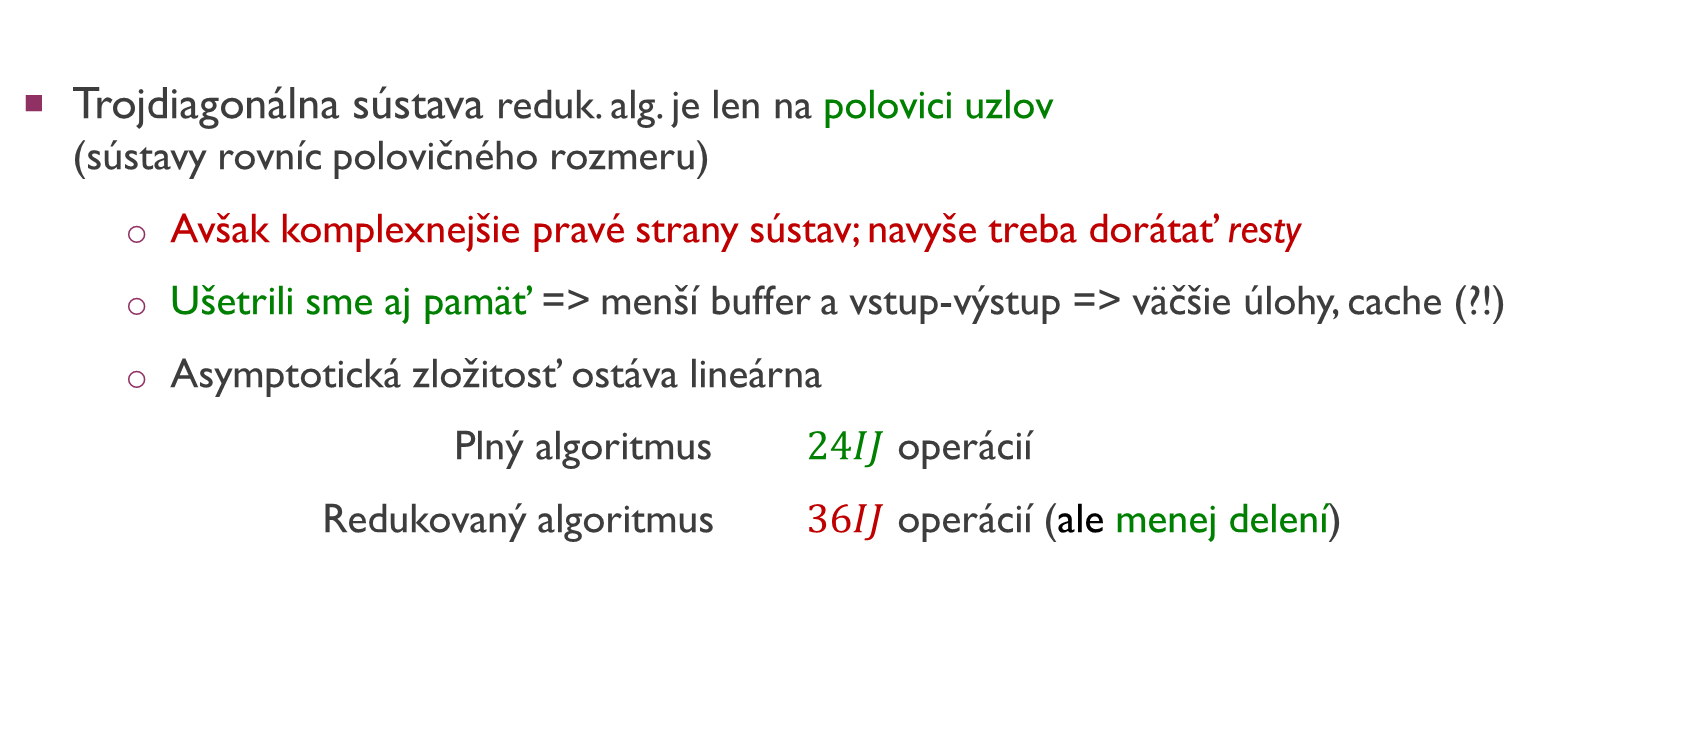 Trojdiagonálna sústava reduk. alg. je len na polovici uzlov
(sústavy rovníc polovičného rozmeru)
Avšak komplexnejšie pravé strany sústav; navyše treba dorátať resty
Ušetrili sme aj pamäť => menší buffer a vstup-výstup => väčšie úlohy, cache (?!)
Asymptotická zložitosť ostáva lineárna
Plný algoritmus 24IJ operácií
Redukovaný algoritmus 36IJ operácií (ale menej delení)